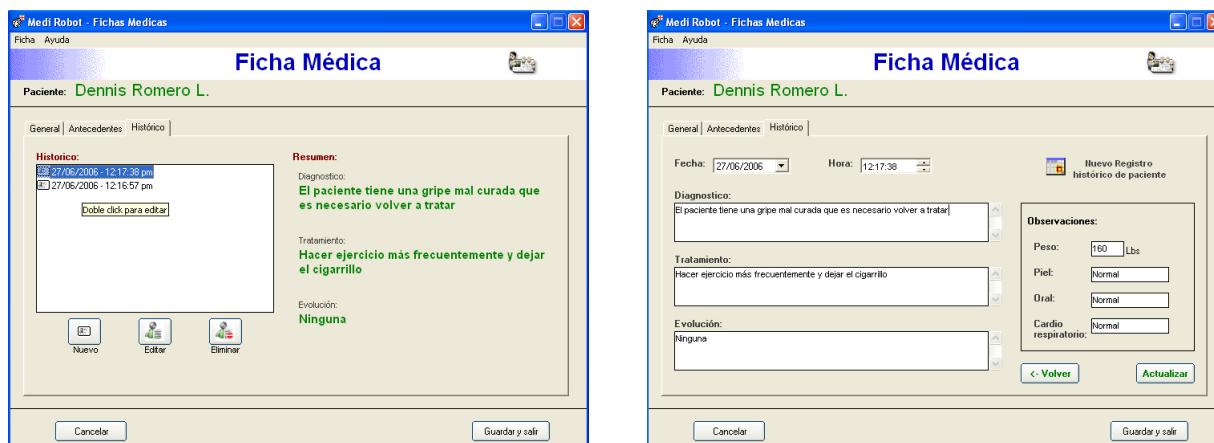 Medi Robot - Fichas Medicas
Ficha Ayuda
Ficha Médica
Paciente: Dennis Romero L.
General Antecedentes Histórico
Historico:
27/06/2006 - 12:17:38 pm
27/06/2006 - 12:16:57 pm
Doble click para editar
Nuevo Editar Eliminar
Resumen:
Diagnostico:
El paciente tiene una gripe mal curada que
es necesario volver a tratar
Tratamiento:
Hacer ejercicio más frecuentemente y dejar
el cigarrillo
Evolución:
Ninguna
Cancelar Guardar y salir
Medi Robot - Fichas Medicas
Ficha Ayuda
Ficha Médica
Paciente: Dennis Romero L.
General Antecedentes Histórico
Fecha: 27/06/2006 Hora: 12:17:38
Nuevo Registro
histórico de paciente
Diagnostico:
El paciente tiene una gripe mal curada que es necesario volver a tratar
Tratamiento:
Hacer ejercicio más frecuentemente y dejar el cigarrillo
Evolución:
Ninguna
Observaciones:
Peso: 160 Lbs
Piel: Normal
Oral: Normal
Cardio
respiratorio: Normal
<- Volver Actualizar
Cancelar Guardar y salir